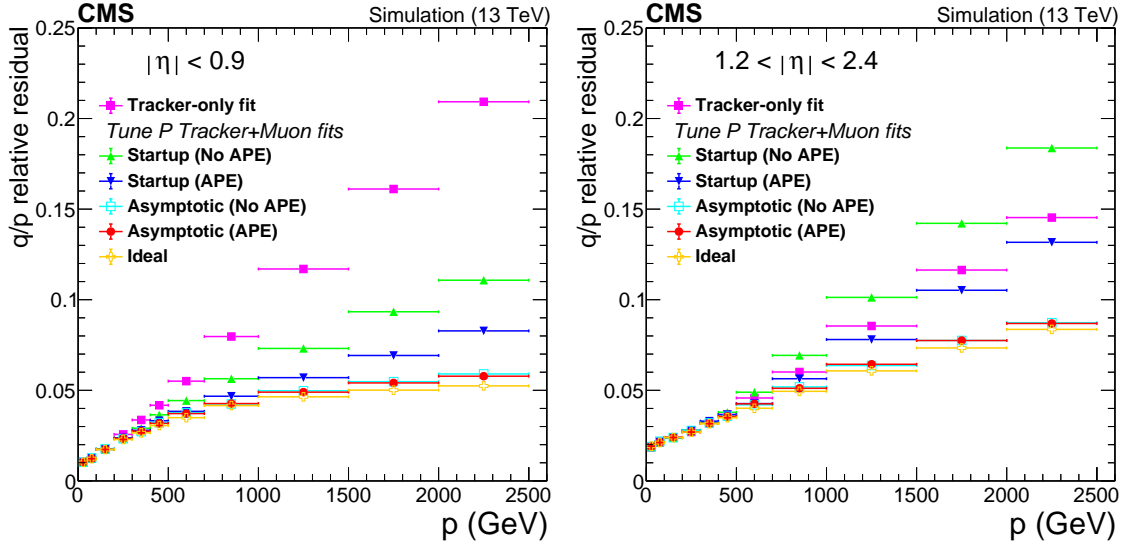 CMS Simulation (13 TeV)
q/p relative residual
0.25
0.2
0.15
0.1
0.05
0
|η| < 0.9
Tracker-only fit
Tune P Tracker+Muon fits
Startup (No APE)
Startup (APE)
Asymptotic (No APE)
Asymptotic (APE)
Ideal
0 500 1000 1500 2000 2500
p (GeV)
CMS Simulation (13 TeV)
q/p relative residual
0.25
0.2
0.15
0.1
0.05
0
1.2 < |η| < 2.4
Tracker-only fit
Tune P Tracker+Muon fits
Startup (No APE)
Startup (APE)
Asymptotic (No APE)
Asymptotic (APE)
Ideal
0 500 1000 1500 2000 2500
p (GeV)